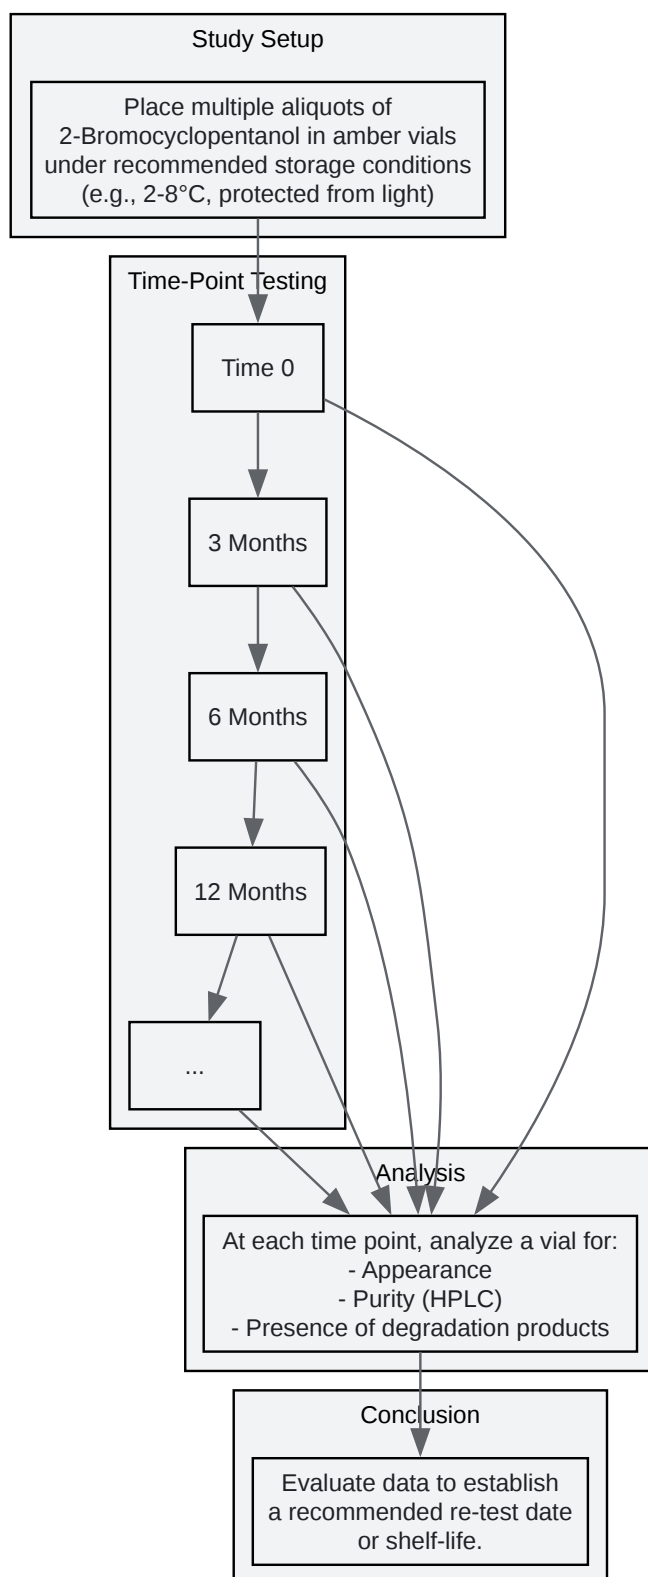 Study Setup
Place multiple aliquots of
2-Bromocyclopentanol in amber vials
under recommended storage conditions
(e.g., 2-8°C, protected from light)
Time-Point Testing
Time 0
3 Months
6 Months
12 Months
...
Analysis
At each time point, analyze a vial for:
- Appearance
- Purity (HPLC)
- Presence of degradation products
Conclusion
Evaluate data to establish
a recommended re-test date
or shelf-life.